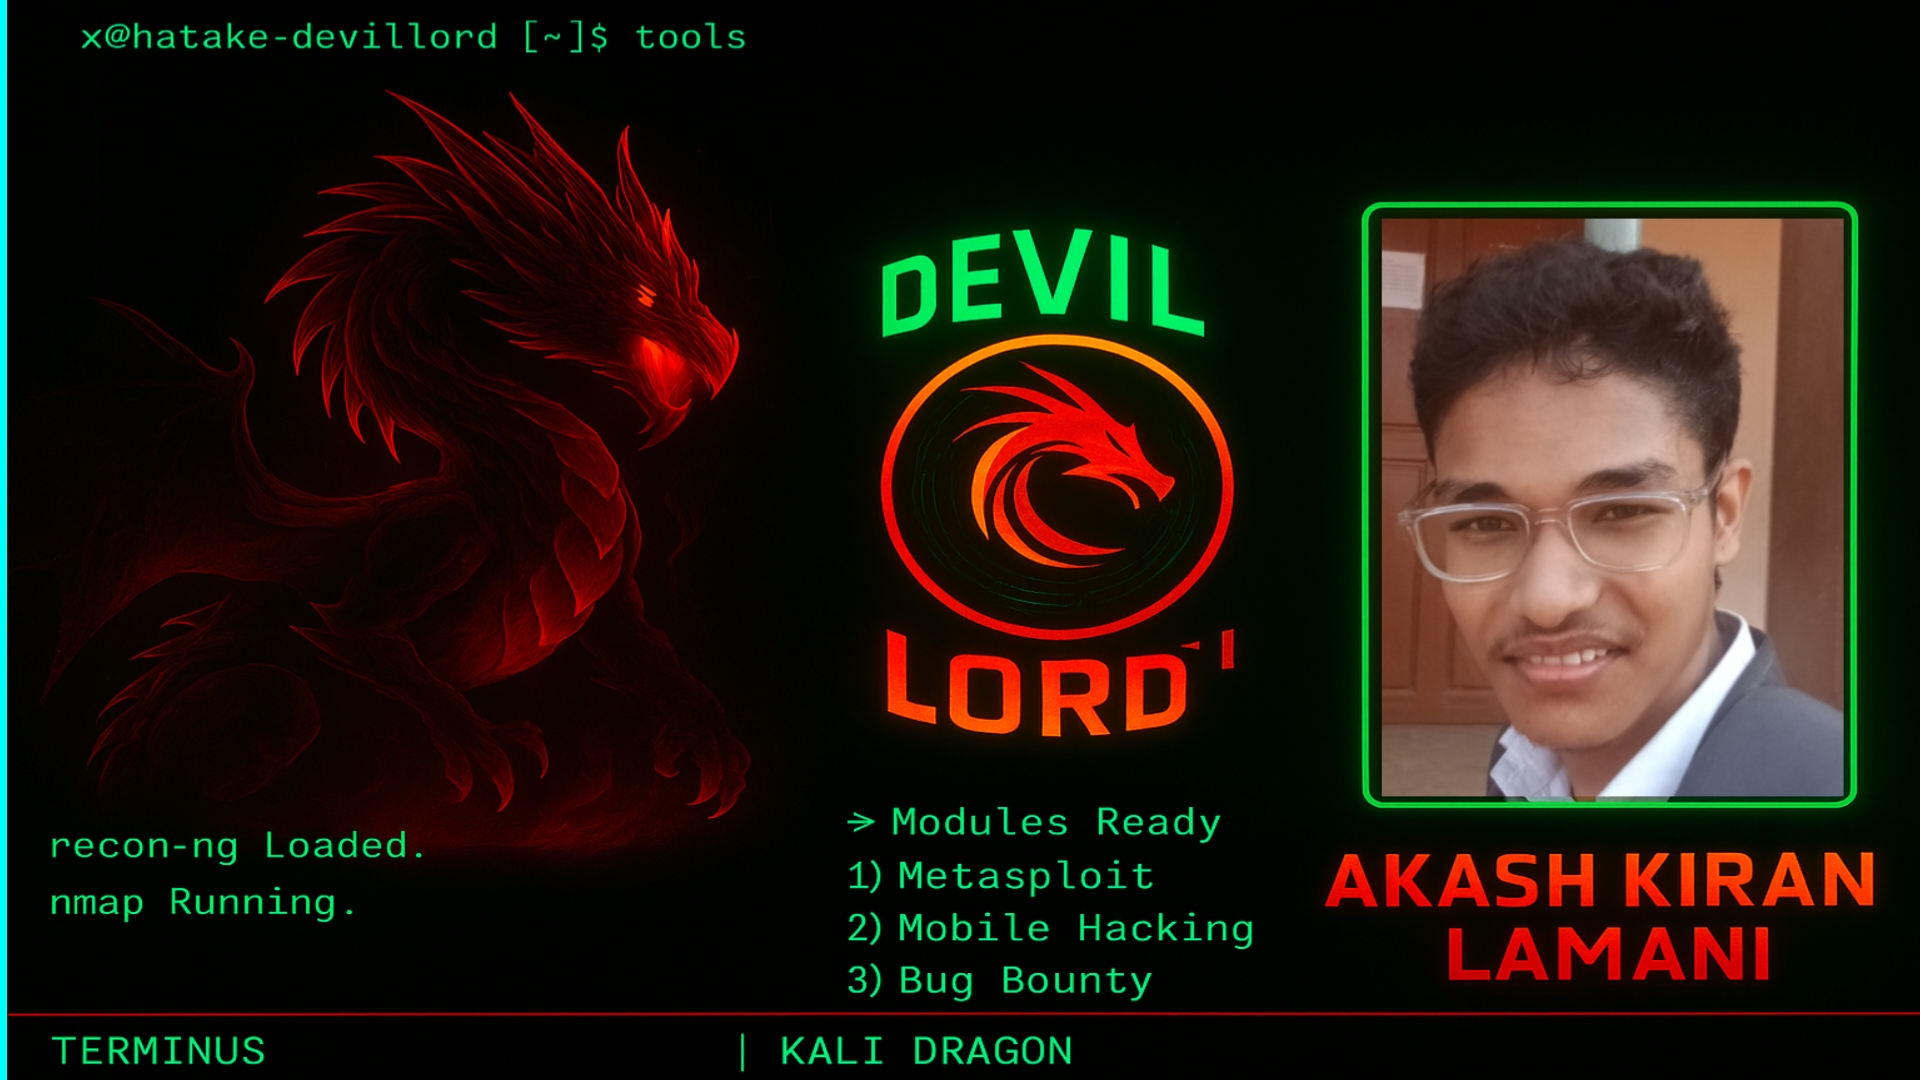 x@hatake-devillord [~]$ tools
DEVIL
LORD
recon-ng Loaded.
nmap Running.
> Modules Ready
1) Metasploit
2) Mobile Hacking
3) Bug Bounty
AKASH KIRAN
LAMANI
TERMINUS | KALI DRAGON